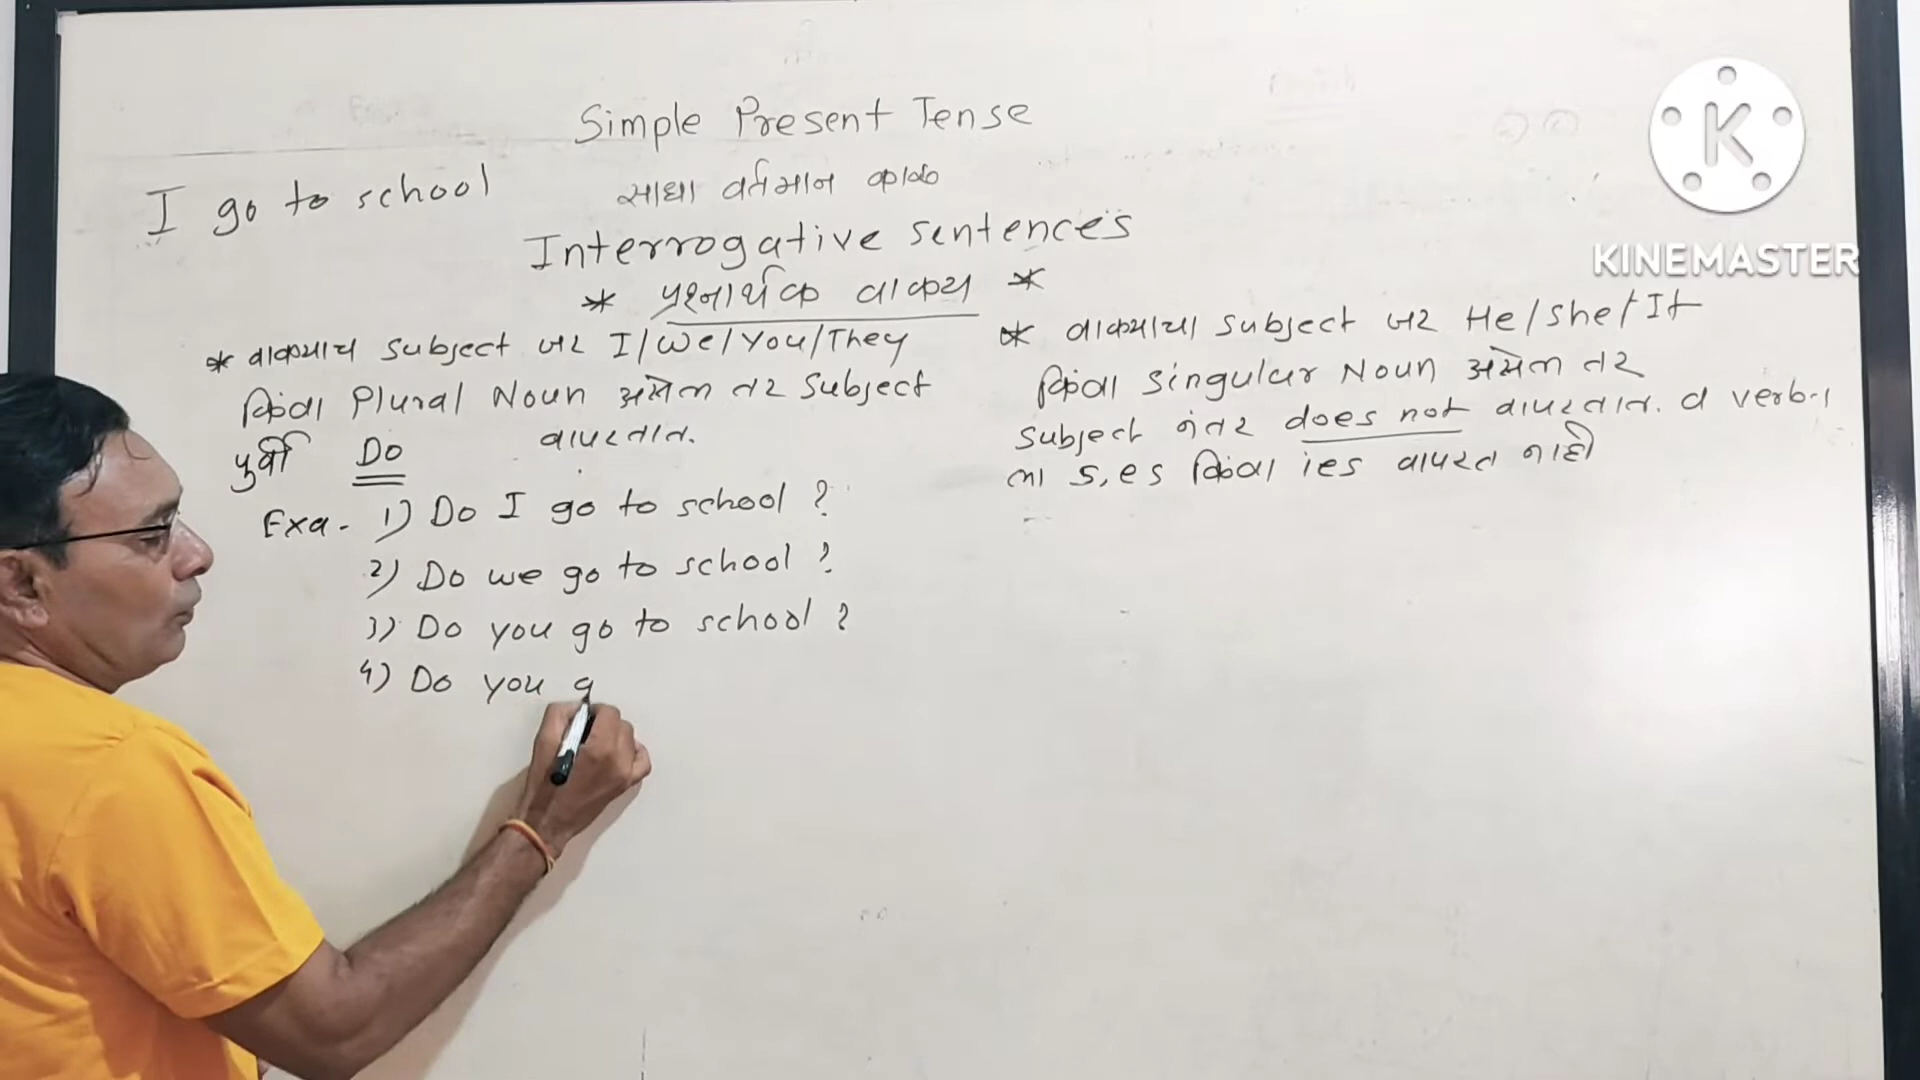 Simple Present Tense
I go to school
साधा वर्तमान काळ
Interrogative sentences
* प्रश्नार्थक वाक्य *
* वाक्याचा subject जर I/We/You/They
किंवा Plural Noun असेल तर Subject
पुर्वी Do वापरतात.
Exa - 1) Do I go to school ?
2) Do we go to school ?
3) Do you go to school ?
4) Do you g
* वाक्याचा subject जर He/She/It
किंवा Singular Noun असेल तर
subject नंतर does not वापरतात. व verb-1
ला s, es किंवा ies वापरत नाही
K
KINEMASTER